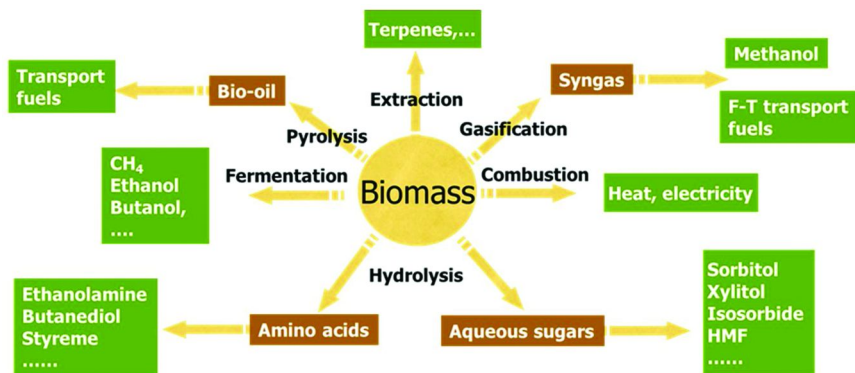 Terpenes,...
Transport
fuels
Bio-oil
Extraction
Syngas
Methanol
F-T transport
fuels
Pyrolysis
Gasification
CH₄
Ethanol
Butanol,
....
Fermentation
Biomass
Combustion
Heat, electricity
Hydrolysis
Ethanolamine
Butanediol
Styreme
......
Amino acids
Aqueous sugars
Sorbitol
Xylitol
Isosorbide
HMF
......